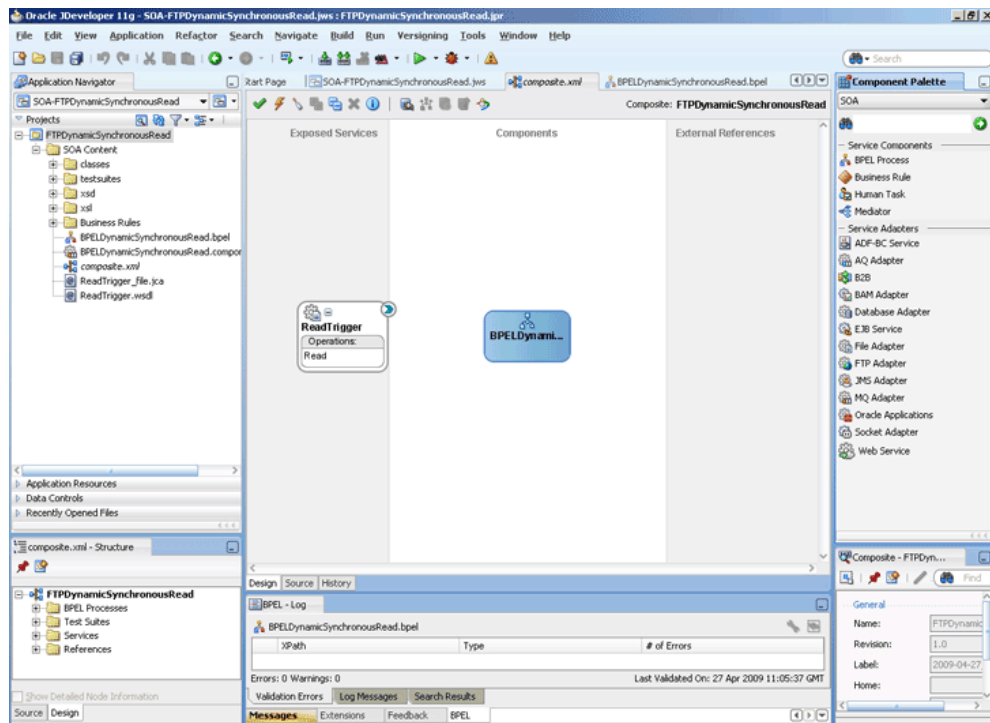 Oracle JDeveloper 11g - SOA-FTPDynamicSynchronousRead.jws : FTPDynamicSynchronousRead.jpr
File Edit View Application Refactor Search Navigate Build Run Versigning Tools Window Help
Search
Application Navigator
SOA-FTPDynamicSynchronousRead
Projects
FTPDynamicSynchronousRead
SOA Content
classes
testsuites
xsd
xsl
Business Rules
BPELDynamicSynchronousRead.bpel
BPELDynamicSynchronousRead.compor
composite.xml
ReadTrigger_file.jca
ReadTrigger.wsdl
Application Resources
Data Controls
Recently Opened Files
composite.xml - Structure
FTPDynamicSynchronousRead
BPEL Processes
Test Suites
Services
References
Show Detailed Node Information
Source Design
Start Page SOA-FTPDynamicSynchronousRead.jws composite.xml BPELDynamicSynchronousRead.bpel
Composite: FTPDynamicSynchronousRead
Exposed Services Components External References
ReadTrigger
Operations:
Read
BPELDynami...
Design Source History
BPEL - Log
BPELDynamicSynchronousRead.bpel
XPath Type # of Errors
Errors: 0 Warnings: 0 Last Validated On: 27 Apr 2009 11:05:37 GMT
Validation Errors Log Messages Search Results
Messages Extensions Feedback BPEL
Component Palette
SOA
Service Components
BPEL Process
Business Rule
Human Task
Mediator
Service Adapters
ADF-BC Service
AQ Adapter
B2B
BAM Adapter
Database Adapter
EJB Service
File Adapter
FTP Adapter
JMS Adapter
MQ Adapter
Oracle Applications
Socket Adapter
Web Service
Composite - FTPDyn...
Find
General
Name: FTPDynamic
Revision: 1.0
Label: 2009-04-27
Home: